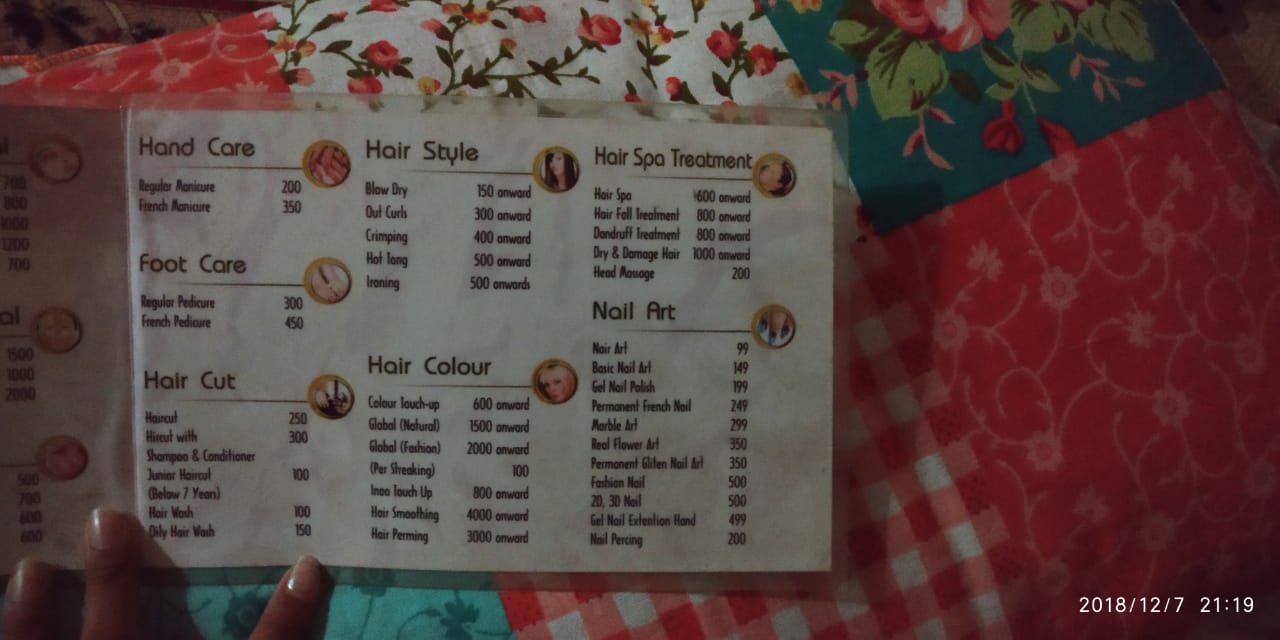 al
700
800
1000
1200
700
al
1500
1000
2000
500
700
600
600
Hand Care
Regular Manicure 200
French Manicure 350
Foot Care
Regular Pedicure 300
French Pedicure 450
Hair Cut
Haircut 250
Hircut with 300
Shampoo & Conditioner
Junior Haircut 100
(Below 7 Years)
Hair Wash 100
Oily Hair Wash 150
Hair Style
Blow Dry 150 onward
Out Curls 300 onward
Crimping 400 onward
Hot Tong 500 onward
Ironing 500 onwards
Hair Colour
Colour Touch-up 600 onward
Global (Natural) 1500 onward
Global (Fashion) 2000 onward
(Per Streaking) 100
Inoa Touch Up 800 onward
Hair Smoothing 4000 onward
Hair Perming 3000 onward
Hair Spa Treatment
Hair Spa 600 onward
Hair Fall Treatment 800 onward
Dandruff Treatment 800 onward
Dry & Damage Hair 1000 onward
Head Massage 200
Nail Art
Nair Art 99
Basic Nail Art 149
Gel Nail Polish 199
Permanent French Nail 249
Marble Art 299
Real Flower Art 350
Permanent Gliten Nail Art 350
Fashion Nail 500
2D, 3D Nail 500
Gel Nail Extention Hand 499
Nail Percing 200
2018/12/7 21:19